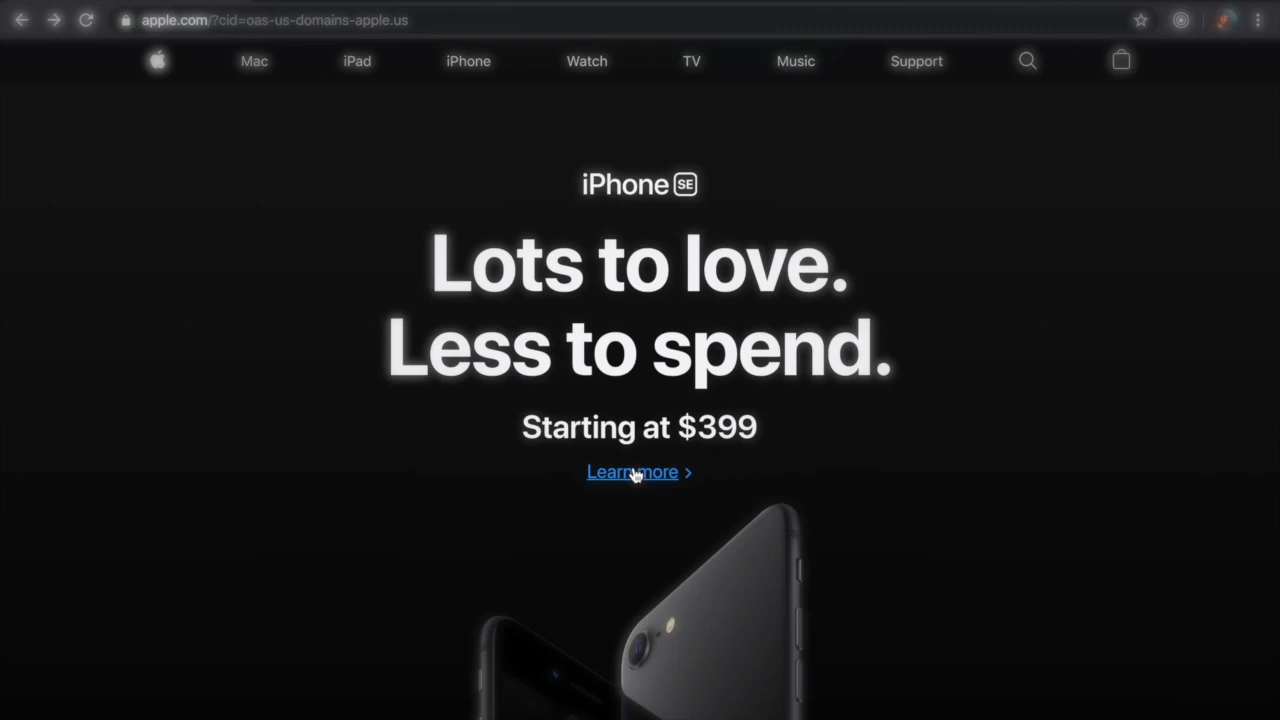 apple.com/?cid=oas-us-domains-apple.us
Mac iPad iPhone Watch TV Music Support
iPhone SE
Lots to love.
Less to spend.
Starting at $399
Learn more >